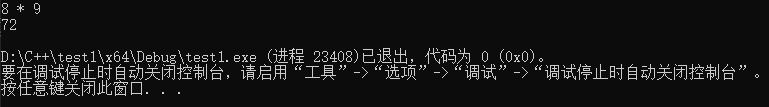 8 * 9
72
D:\C++\test1\x64\Debug\test1.exe (进程 23408)已退出，代码为 0 (0x0)。
要在调试停止时自动关闭控制台，请启用“工具”->“选项”->“调试”->“调试停止时自动关闭控制台”。
按任意键关闭此窗口. . .